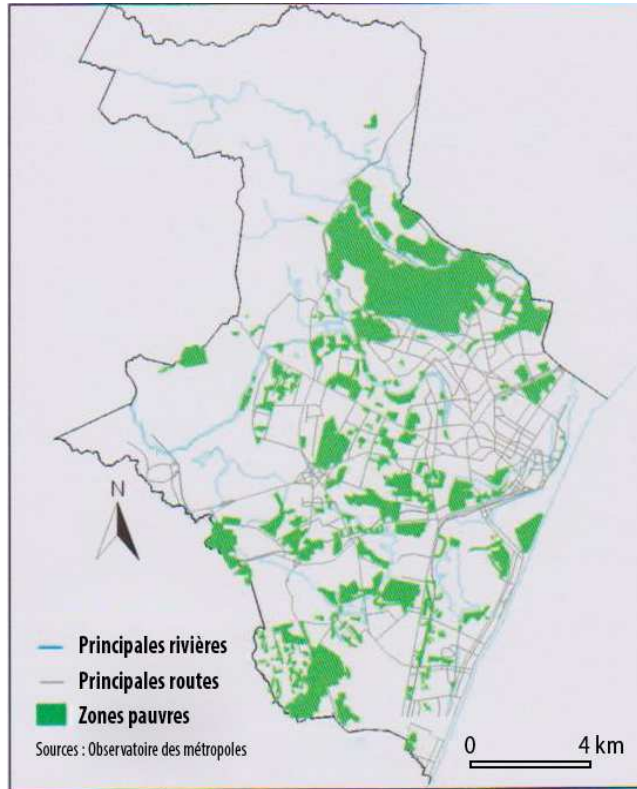 N
Principales rivières
Principales routes
Zones pauvres
Sources : Observatoire des métropoles
0 4 km